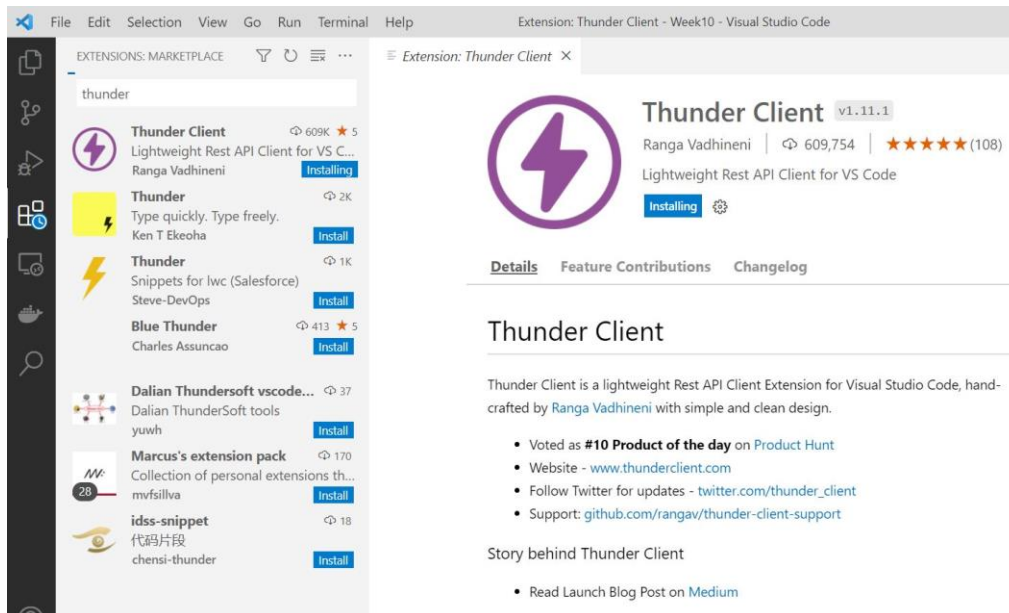 File Edit Selection View Go Run Terminal Help
Extension: Thunder Client - Week10 - Visual Studio Code
EXTENSIONS: MARKETPLACE
thunder
Thunder Client 609K ★ 5
Lightweight Rest API Client for VS C...
Ranga Vadhineni Installing
Thunder 2K
Type quickly. Type freely.
Ken T Ekeoha Install
Thunder 1K
Snippets for lwc (Salesforce)
Steve-DevOps Install
Blue Thunder 413 ★ 5
Charles Assuncao Install
Dalian Thundersoft vscode... 37
Dalian ThunderSoft tools
yuwh Install
Marcus's extension pack 170
Collection of personal extensions th...
28 mvfsillva Install
idss-snippet 18
代码片段
chensi-thunder Install
Extension: Thunder Client
Thunder Client v1.11.1
Ranga Vadhineni | 609,754 | ★★★★★(108)
Lightweight Rest API Client for VS Code
Installing
Details Feature Contributions Changelog
Thunder Client
Thunder Client is a lightweight Rest API Client Extension for Visual Studio Code, hand-
crafted by Ranga Vadhineni with simple and clean design.
• Voted as #10 Product of the day on Product Hunt
• Website - www.thunderclient.com
• Follow Twitter for updates - twitter.com/thunder_client
• Support: github.com/rangav/thunder-client-support
Story behind Thunder Client
• Read Launch Blog Post on Medium